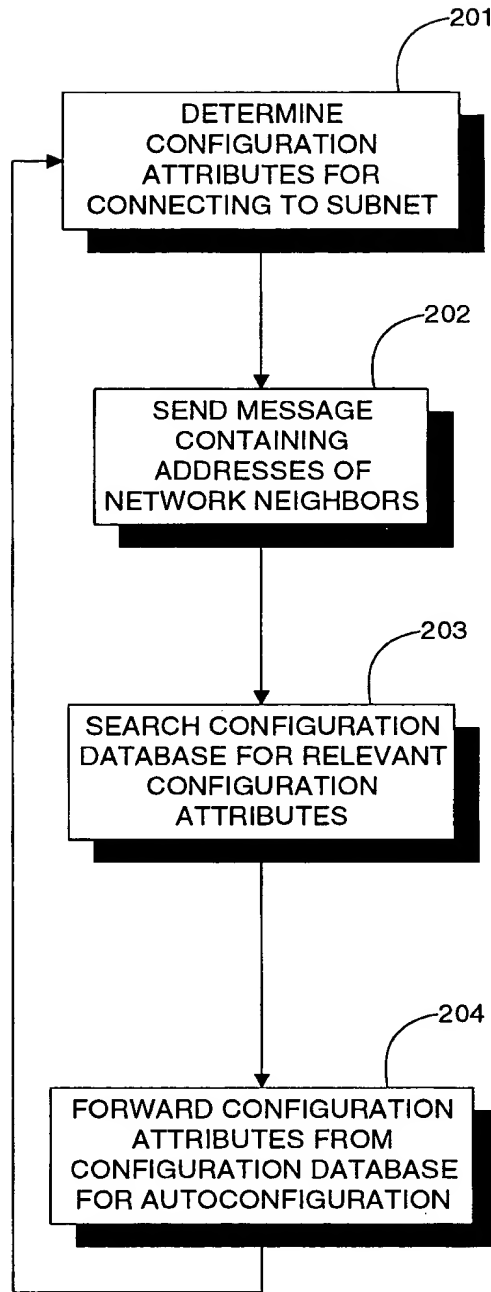 201
DETERMINE
CONFIGURATION
ATTRIBUTES FOR
CONNECTING TO SUBNET
202
SEND MESSAGE
CONTAINING
ADDRESSES OF
NETWORK NEIGHBORS
203
SEARCH CONFIGURATION
DATABASE FOR RELEVANT
CONFIGURATION
ATTRIBUTES
204
FORWARD CONFIGURATION
ATTRIBUTES FROM
CONFIGURATION DATABASE
FOR AUTOCONFIGURATION